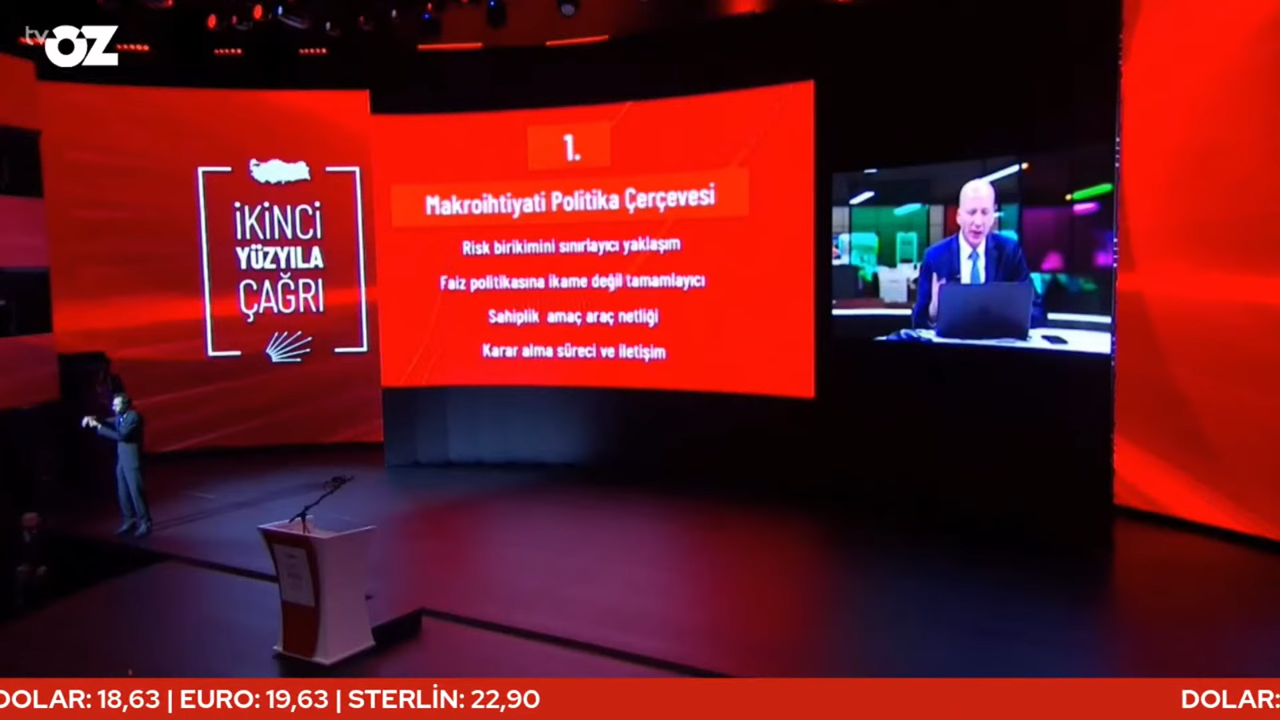 tv
ÖZ
İKİNCİ
YÜZYILA
ÇAĞRI
1.
Makroihtiyati Politika Çerçevesi
Risk birikimini sınırlayıcı yaklaşım
Faiz politikasına ikame değil tamamlayıcı
Sahiplik amaç araç netliği
Karar alma süreci ve iletişim
DOLAR: 18,63 | EURO: 19,63 | STERLİN: 22,90
DOLAR: